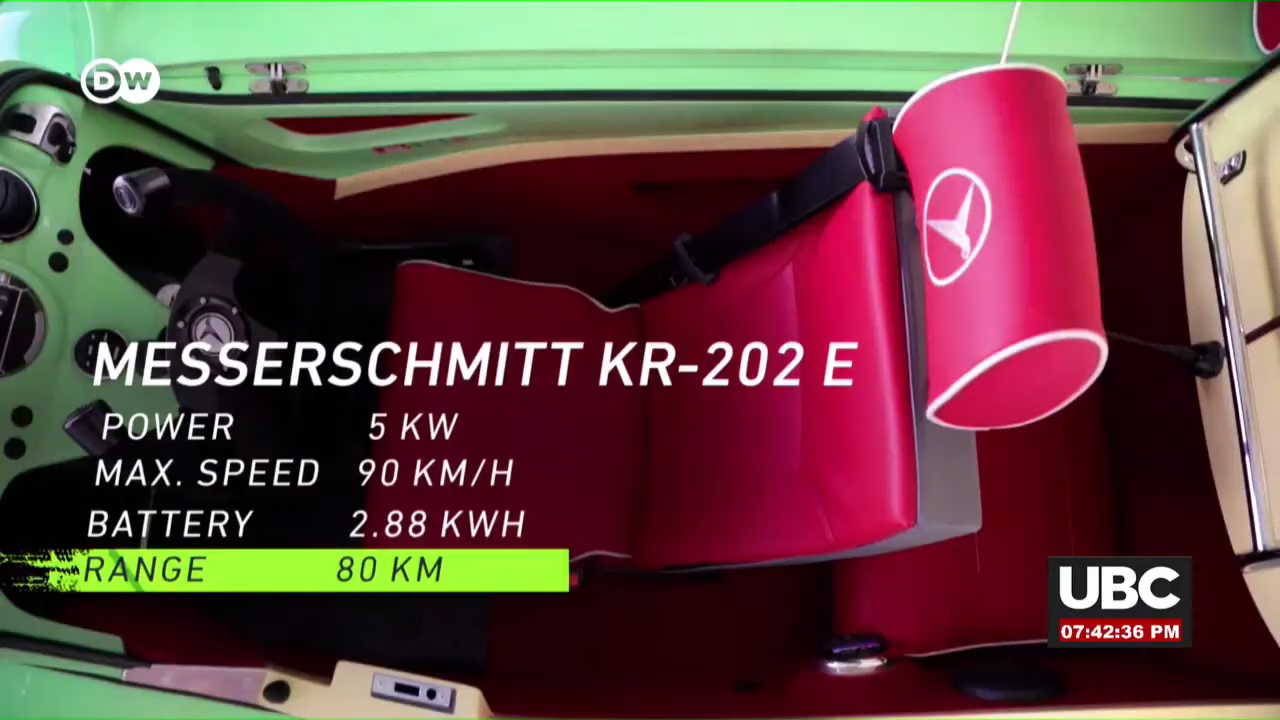 DW
MESSERSCHMITT KR-202 E
POWER 5 KW
MAX. SPEED 90 KM/H
BATTERY 2.88 KWH
RANGE 80 KM
UBC
07:42:36 PM